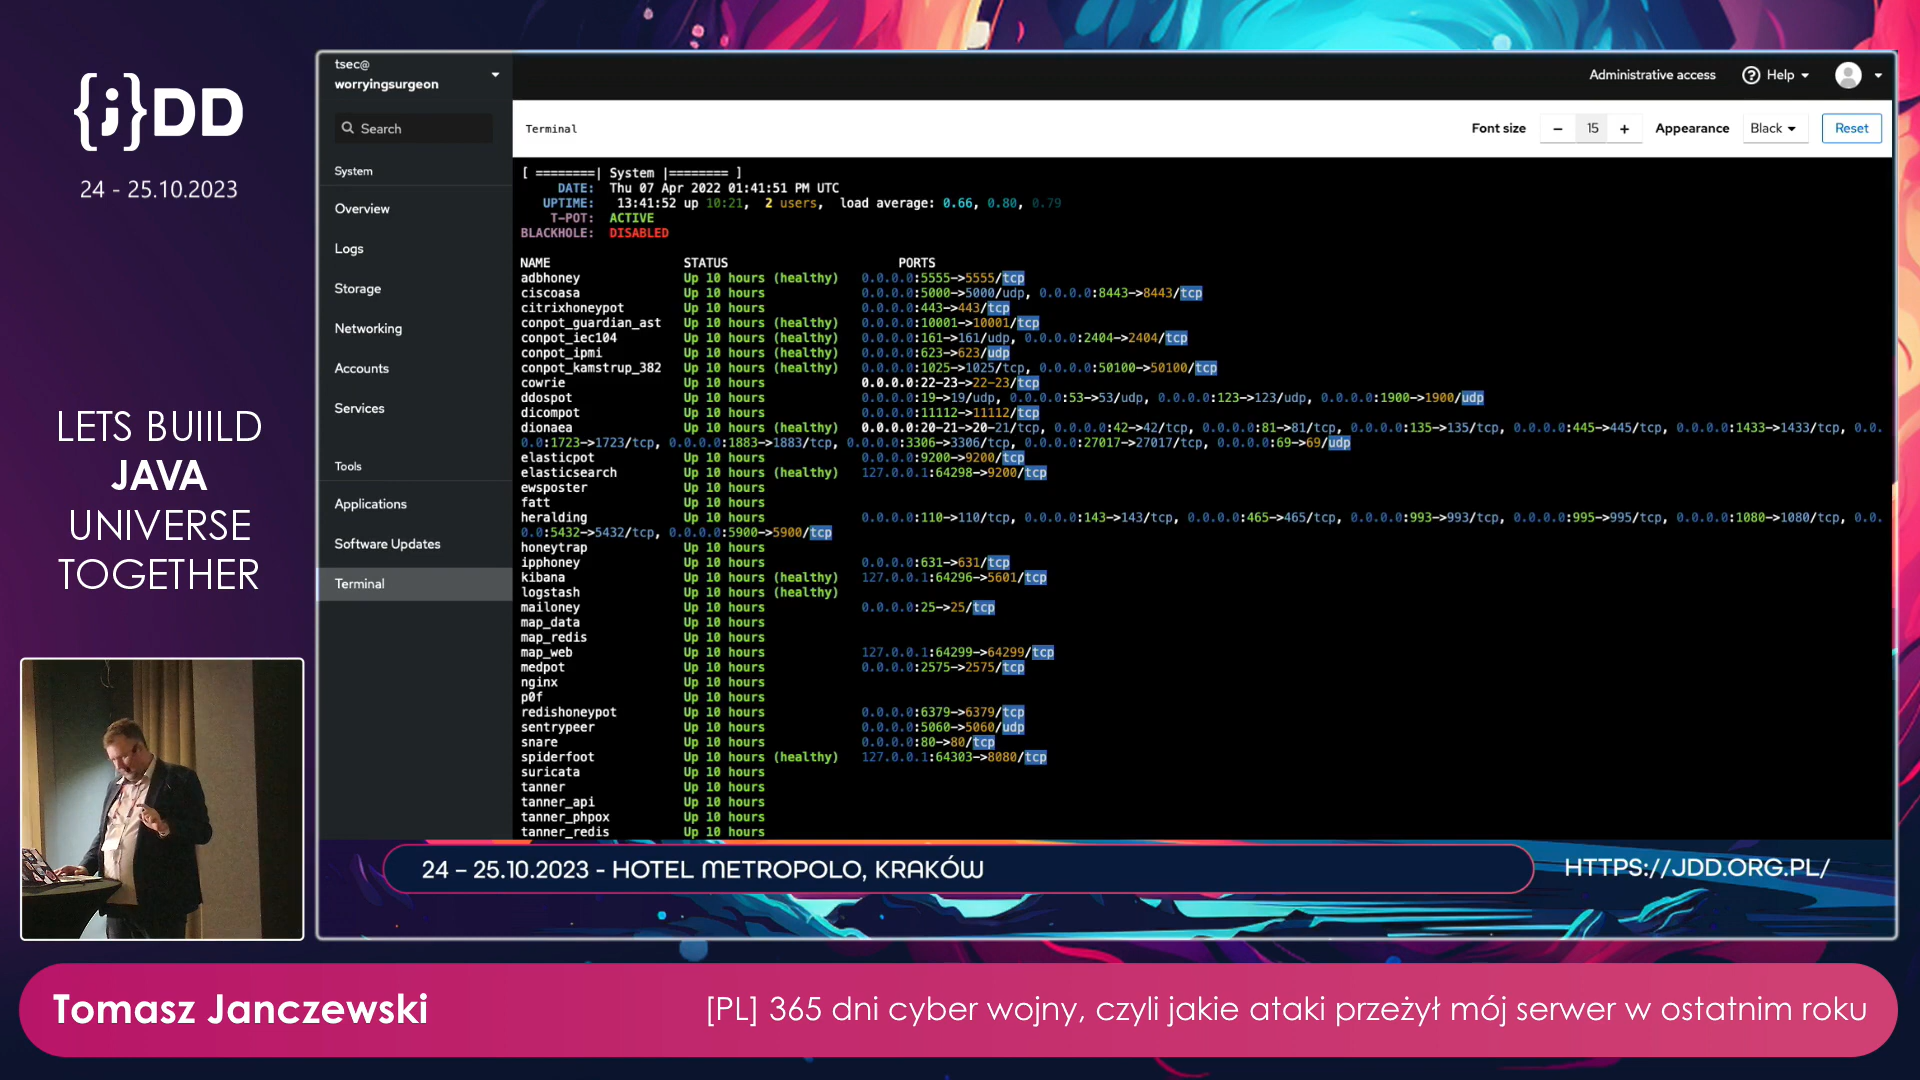 {j}DD
24 - 25.10.2023
LETS BUIILD
JAVA
UNIVERSE
TOGETHER
tsec@
worryingsurgeon
Search
System
Overview
Logs
Storage
Networking
Accounts
Services
Tools
Applications
Software Updates
Terminal
Administrative access
? Help
Terminal
Font size − 15 + Appearance Black Reset
[ ========| System |======== ]
DATE: Thu 07 Apr 2022 01:41:51 PM UTC
UPTIME: 13:41:52 up 10:21, 2 users, load average: 0.66, 0.80, 0.79
T-POT: ACTIVE
BLACKHOLE: DISABLED
NAME STATUS PORTS
adbhoney Up 10 hours (healthy) 0.0.0.0:5555->5555/tcp
ciscoasa Up 10 hours 0.0.0.0:5000->5000/udp, 0.0.0.0:8443->8443/tcp
citrixhoneypot Up 10 hours 0.0.0.0:443->443/tcp
conpot_guardian_ast Up 10 hours (healthy) 0.0.0.0:10001->10001/tcp
conpot_iec104 Up 10 hours (healthy) 0.0.0.0:161->161/udp, 0.0.0.0:2404->2404/tcp
conpot_ipmi Up 10 hours (healthy) 0.0.0.0:623->623/udp
conpot_kamstrup_382 Up 10 hours (healthy) 0.0.0.0:1025->1025/tcp, 0.0.0.0:50100->50100/tcp
cowrie Up 10 hours 0.0.0.0:22-23->22-23/tcp
ddospot Up 10 hours 0.0.0.0:19->19/udp, 0.0.0.0:53->53/udp, 0.0.0.0:123->123/udp, 0.0.0.0:1900->1900/udp
dicompot Up 10 hours 0.0.0.0:11112->11112/tcp
dionaea Up 10 hours (healthy) 0.0.0.0:20-21->20-21/tcp, 0.0.0.0:42->42/tcp, 0.0.0.0:81->81/tcp, 0.0.0.0:135->135/tcp, 0.0.0.0:445->445/tcp, 0.0.0.0:1433->1433/tcp, 0.0.
0.0:1723->1723/tcp, 0.0.0.0:1883->1883/tcp, 0.0.0.0:3306->3306/tcp, 0.0.0.0:27017->27017/tcp, 0.0.0.0:69->69/udp
elasticpot Up 10 hours 0.0.0.0:9200->9200/tcp
elasticsearch Up 10 hours (healthy) 127.0.0.1:64298->9200/tcp
ewsposter Up 10 hours
fatt Up 10 hours
heralding Up 10 hours 0.0.0.0:110->110/tcp, 0.0.0.0:143->143/tcp, 0.0.0.0:465->465/tcp, 0.0.0.0:993->993/tcp, 0.0.0.0:995->995/tcp, 0.0.0.0:1080->1080/tcp, 0.0.
0.0:5432->5432/tcp, 0.0.0.0:5900->5900/tcp
honeytrap Up 10 hours
ipphoney Up 10 hours 0.0.0.0:631->631/tcp
kibana Up 10 hours (healthy) 127.0.0.1:64296->5601/tcp
logstash Up 10 hours (healthy)
mailoney Up 10 hours 0.0.0.0:25->25/tcp
map_data Up 10 hours
map_redis Up 10 hours
map_web Up 10 hours 127.0.0.1:64299->64299/tcp
medpot Up 10 hours 0.0.0.0:2575->2575/tcp
nginx Up 10 hours
p0f Up 10 hours
redishoneypot Up 10 hours 0.0.0.0:6379->6379/tcp
sentrypeer Up 10 hours 0.0.0.0:5060->5060/udp
snare Up 10 hours 0.0.0.0:80->80/tcp
spiderfoot Up 10 hours (healthy) 127.0.0.1:64303->8080/tcp
suricata Up 10 hours
tanner Up 10 hours
tanner_api Up 10 hours
tanner_phpox Up 10 hours
tanner_redis Up 10 hours
24 – 25.10.2023 - HOTEL METROPOLO, KRAKÓW
HTTPS://JDD.ORG.PL/
Tomasz Janczewski
[PL] 365 dni cyber wojny, czyli jakie ataki przeżył mój serwer w ostatnim roku